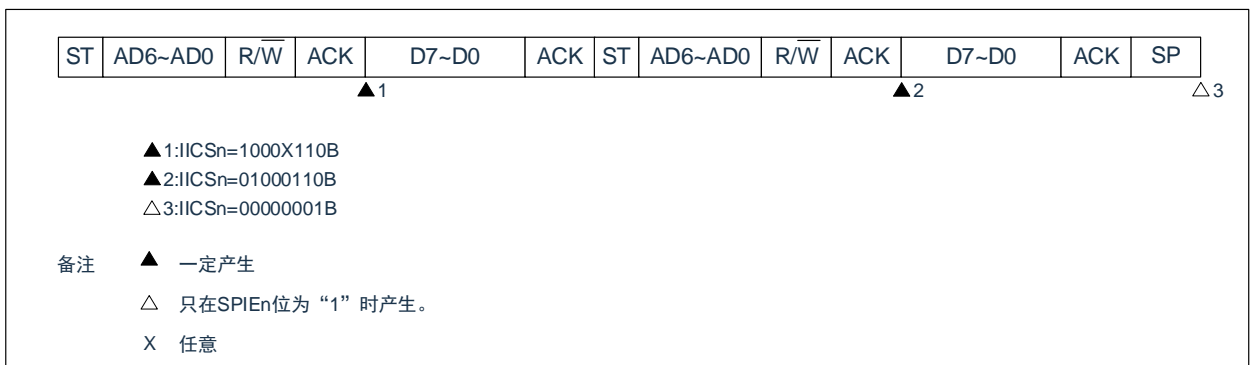 ST AD6~AD0 R/W̅ ACK D7~D0 ACK ST AD6~AD0 R/W̅ ACK D7~D0 ACK SP
▲1 ▲2 △3
▲1:IICSn=1000X110B
▲2:IICSn=01000110B
△3:IICSn=00000001B
备注 ▲ 一定产生
△ 只在SPIEn位为“1”时产生。
X 任意